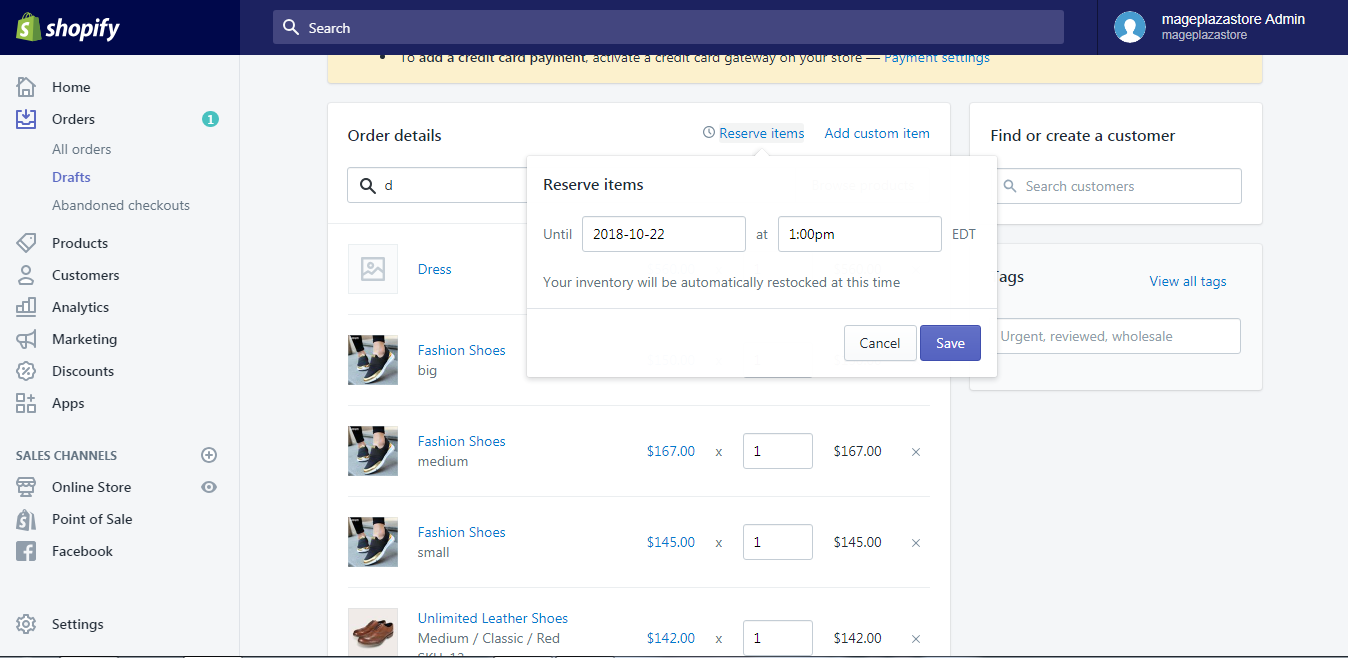 shopify
Search
mageplazastore Admin
mageplazastore
Home
Orders
1
All orders
Drafts
Abandoned checkouts
Products
Customers
Analytics
Marketing
Discounts
Apps
SALES CHANNELS
Online Store
Point of Sale
Facebook
Settings
• To add a credit card payment, activate a credit card gateway on your store — Payment settings
Order details
Reserve items
Add custom item
d
Reserve items
Until 2018-10-22 at 1:00pm EDT
Your inventory will be automatically restocked at this time
Cancel
Save
Dress
Fashion Shoes
big
Fashion Shoes
medium
$167.00 x 1 $167.00 ×
Fashion Shoes
small
$145.00 x 1 $145.00 ×
Unlimited Leather Shoes
Medium / Classic / Red
$142.00 x 1 $142.00 ×
Find or create a customer
Search customers
Tags
View all tags
Urgent, reviewed, wholesale